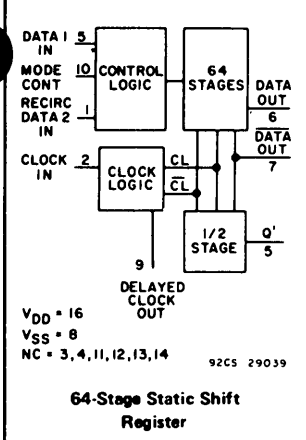 DATA 1 IN 5
MODE CONT 10
RECIRC DATA 2 IN 1
CONTROL LOGIC
64 STAGES
DATA OUT 6
DATA OUT 7
CLOCK IN 2
CLOCK LOGIC
CL
CL
1/2 STAGE
Q' 5
9
DELAYED CLOCK OUT
VDD = 16
VSS = 8
NC = 3,4,11,12,13,14
92CS 29039
64-Stage Static Shift
Register